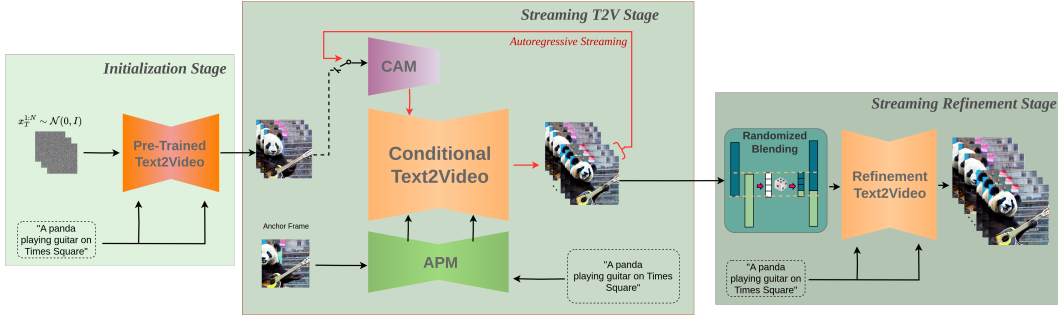 Initialization Stage
x_T^{1:N} ∼ N(0, I)
Pre-Trained
Text2Video
"A panda
playing guitar on
Times Square"
Streaming T2V Stage
Autoregressive Streaming
CAM
Conditional
Text2Video
Anchor Frame
APM
"A panda
playing guitar on Times
Square"
Streaming Refinement Stage
Randomized
Blending
Refinement
Text2Video
"A panda
playing guitar on
Times Square"